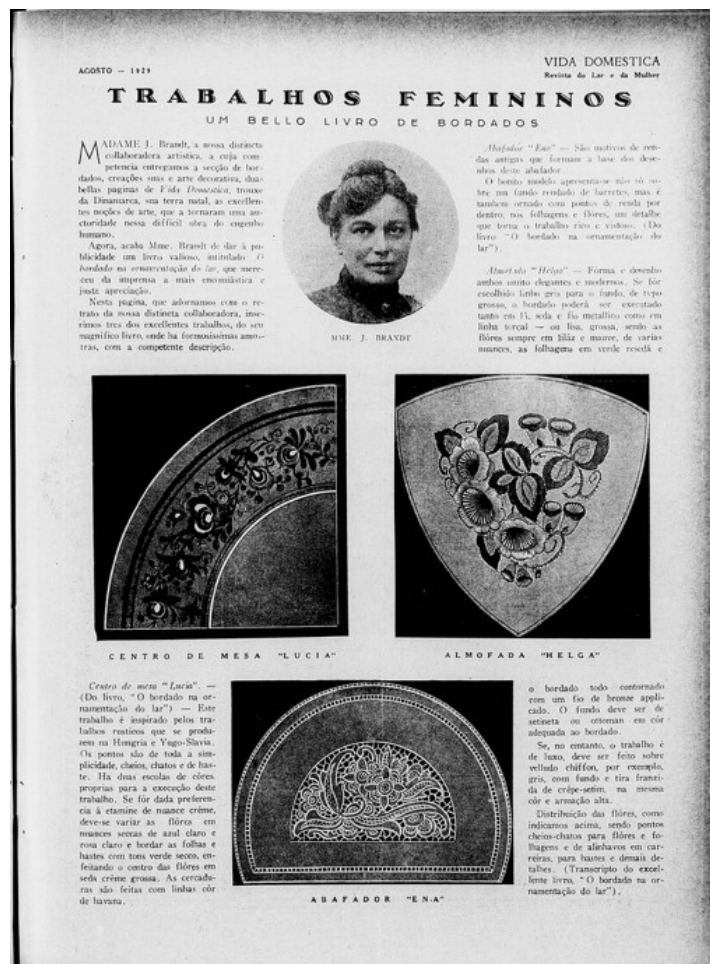 AGOSTO — 1929
VIDA DOMESTICA
Revista do Lar e da Mulher
TRABALHOS FEMININOS
UM BELLO LIVRO DE BORDADOS
MADAME J. Brandt, a nossa distincta
collaboradora artistica, a cuja com-
petencia entregamos a secção de bor-
dados, creações suas e arte decorativa, duas
bellas paginas de Vida Domestica, trouxe
da Dinamarca, sua terra natal, as excellen-
tes noções de arte, que a tornaram uma au-
ctoridade nessa difficil obra do engenho
humano.
Agora, acaba Mme. Brandt de dar á pu-
blicidade um livro valioso, intitulado O
bordado na ornamentação do lar, que mere-
ceu da imprensa a mais enthusiastica e
justa apreciação.
Nesta pagina, que adornamos com o re-
trato da nossa distincta collaboradora, inse-
rimos tres dos excellentes trabalhos, do seu
magnifico livro, onde ha formosissimas amos-
tras, com a competente descripção.
MME. J. BRANDT
Abafador "Ena" — São motivos de ren-
das antigas que formam a base dos dese-
nhos deste abafador.
O bonito modelo apresenta-se não só so-
bre um fundo rendado de barretes, mas é
tambem ornado com pontos de renda por
dentro, nos folhagens e flôres, um detalhe
que torna o trabalho rico e vistoso. (Do
livro "O bordado na ornamentação do
lar").
Almofada "Helga" — Fórma e desenho
ambos muito elegantes e modernos. Se fôr
escolhido linho gris para o fundo, de typo
grosso, o bordado poderá ser executado
tanto em lã, seda e fio metallico como em
linha torçal — ou lisa, grossa, sendo as
flôres sempre em liláz e mauve, de varias
nuances, as folhagens em verde resedá e
CENTRO DE MESA "LUCIA"
ALMOFADA "HELGA"
Centro de mesa "Lucia". —
(Do livro, "O bordado na or-
namentação do lar") — Este
trabalho é inspirado pelos tra-
balhos rusticos que se produ-
zem na Hungria e Yugo-Slavia.
Os pontos são de toda a sim-
plicidade, cheios, chatos e de has-
te. Ha duas escolas de côres
proprias para a execução deste
trabalho. Se fôr dada preferen-
cia á etamine de nuance crême,
deve-se variar as flôres em
nuances seccas de azul claro e
rosa claro e bordar as folhas e
hastes com tons verde secco, en-
feitando o centro das flôres em
seda crême grossa. As cercadu-
ras são feitas com linhas côr
de havana.
ABAFADOR "ENA"
o bordado todo contornado
com um fio de bronze appli-
cado. O fundo deve ser de
setineta ou ottoman em côr
adequada ao bordado.
Se, no entanto, o trabalho é
de luxo, deve ser feito sobre
velludo chiffon, por exemplo,
gris, com fundo e tira franzi-
da de crêpe-setim, na mesma
côr e armação alta.
Distribuição das flôres, como
indicamos acima, sendo pontos
cheios-chatos para flôres e fo-
lhagens e de alinhavos em car-
reiras, para hastes e demais de-
talhes. (Transcripto do excel-
lente livro, "O bordado na or-
namentação do lar").